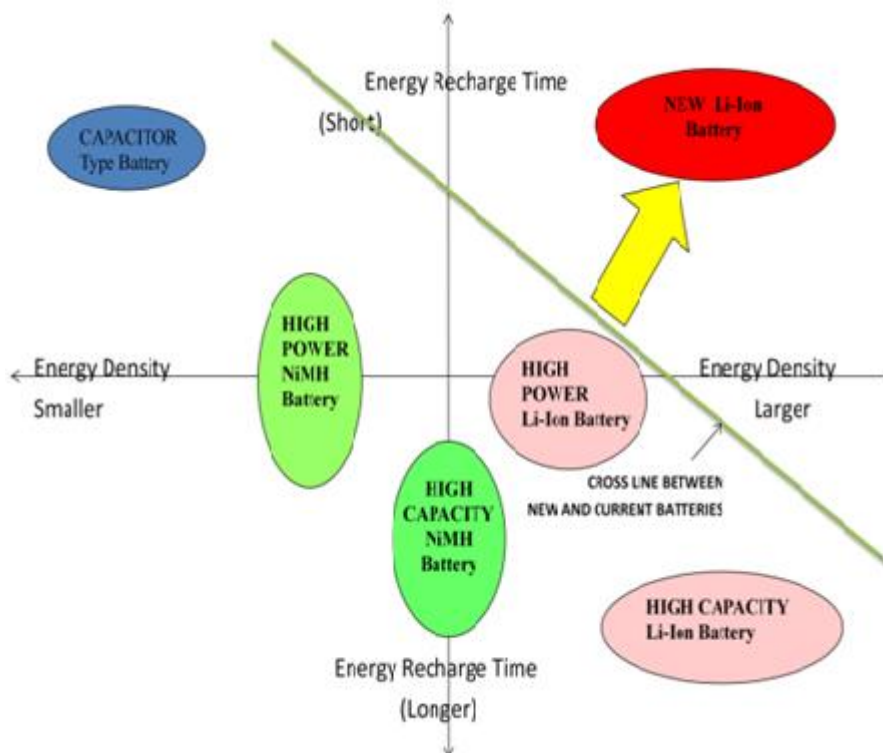 Energy Recharge Time
(Short)
NEW Li-Ion
Battery
CAPACITOR
Type Battery
HIGH
POWER
NiMH
Battery
Energy Density
Smaller
HIGH
POWER
Li-Ion Battery
Energy Density
Larger
CROSS LINE BETWEEN
NEW AND CURRENT BATTERIES
HIGH
CAPACITY
NiMH
Battery
HIGH CAPACITY
Li-Ion Battery
Energy Recharge Time
(Longer)